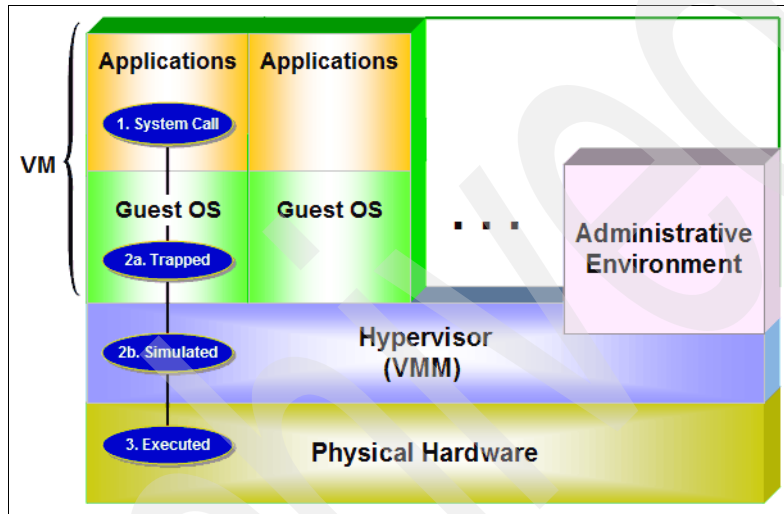 Applications
Applications
1. System Call
VM
Guest OS
Guest OS
2a. Trapped
. . .
Administrative
Environment
2b. Simulated
Hypervisor
(VMM)
3. Executed
Physical Hardware